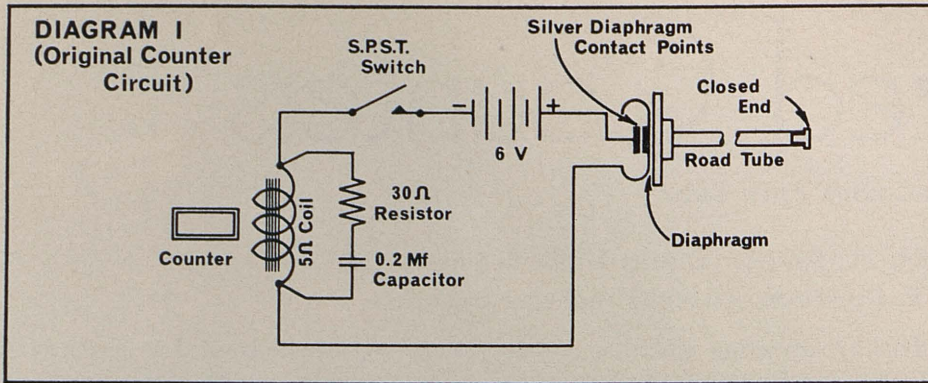 DIAGRAM I
(Original Counter
Circuit)
S.P.S.T.
Switch
Silver Diaphragm
Contact Points
Closed
End
−
+
6 V
Road Tube
Diaphragm
Counter
5Ω Coil
30Ω
Resistor
0.2 Mf
Capacitor